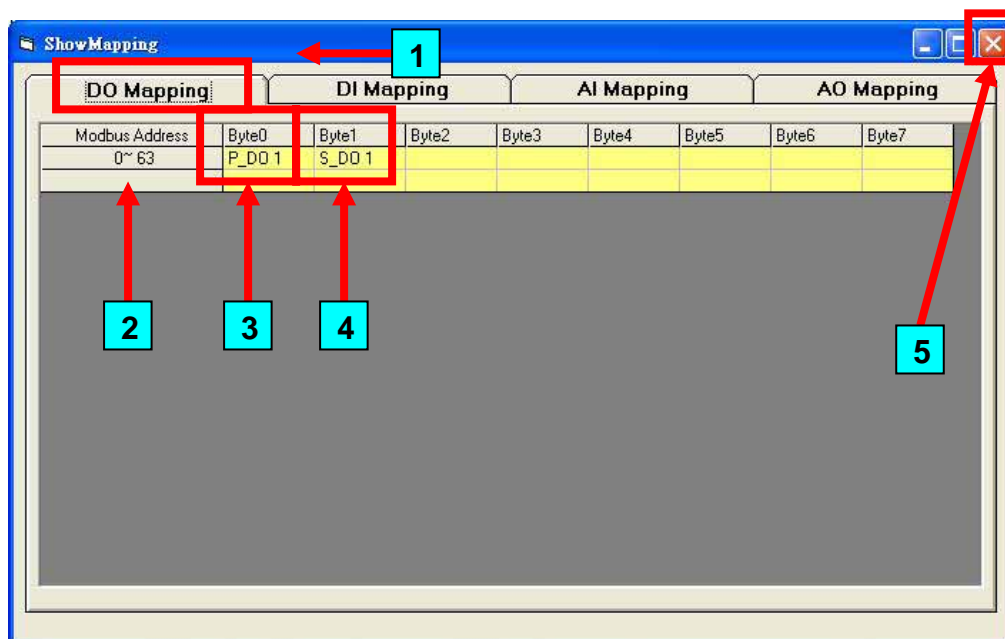 ShowMapping
1
DO Mapping DI Mapping AI Mapping AO Mapping
Modbus Address Byte0 Byte1 Byte2 Byte3 Byte4 Byte5 Byte6 Byte7
0~ 63 P_DO 1 S_DO 1
2 3 4
5